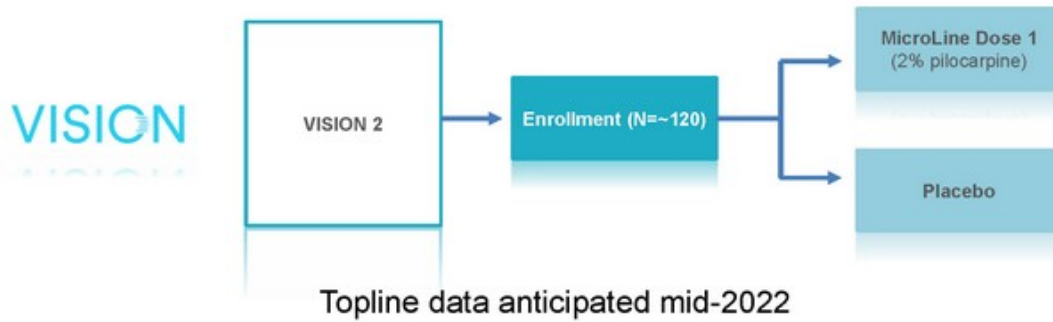 VISION
VISION 2
Enrollment (N=~120)
MicroLine Dose 1
(2% pilocarpine)
Placebo
Topline data anticipated mid-2022